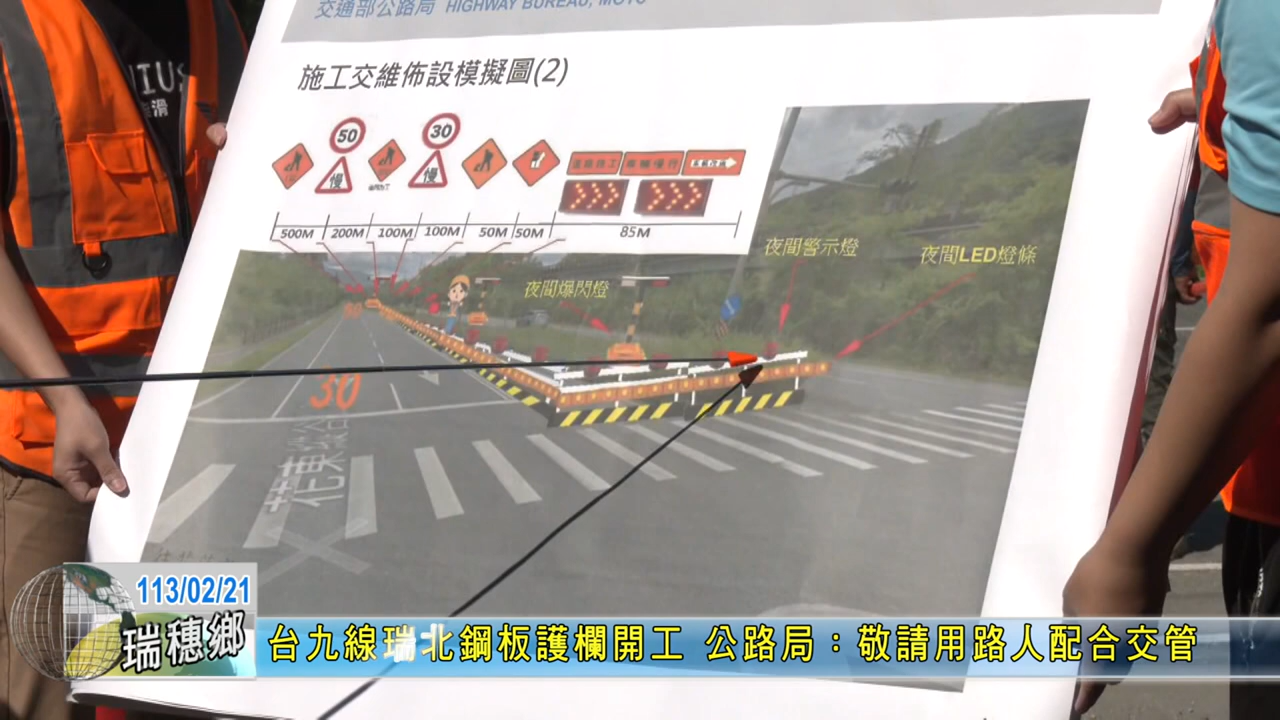 交通部公路局 HIGHWAY BUREAU, MOTC
施工交維佈設模擬圖(2)
50 30
慢 慢
道路施工 車輛慢行
500M 200M 100M 100M 50M 50M 85M
夜間警示燈 夜間LED燈條
夜間爆閃燈
30
花東縱谷
113/02/21
瑞穗鄉
台九線瑞北鋼板護欄開工 公路局：敬請用路人配合交管